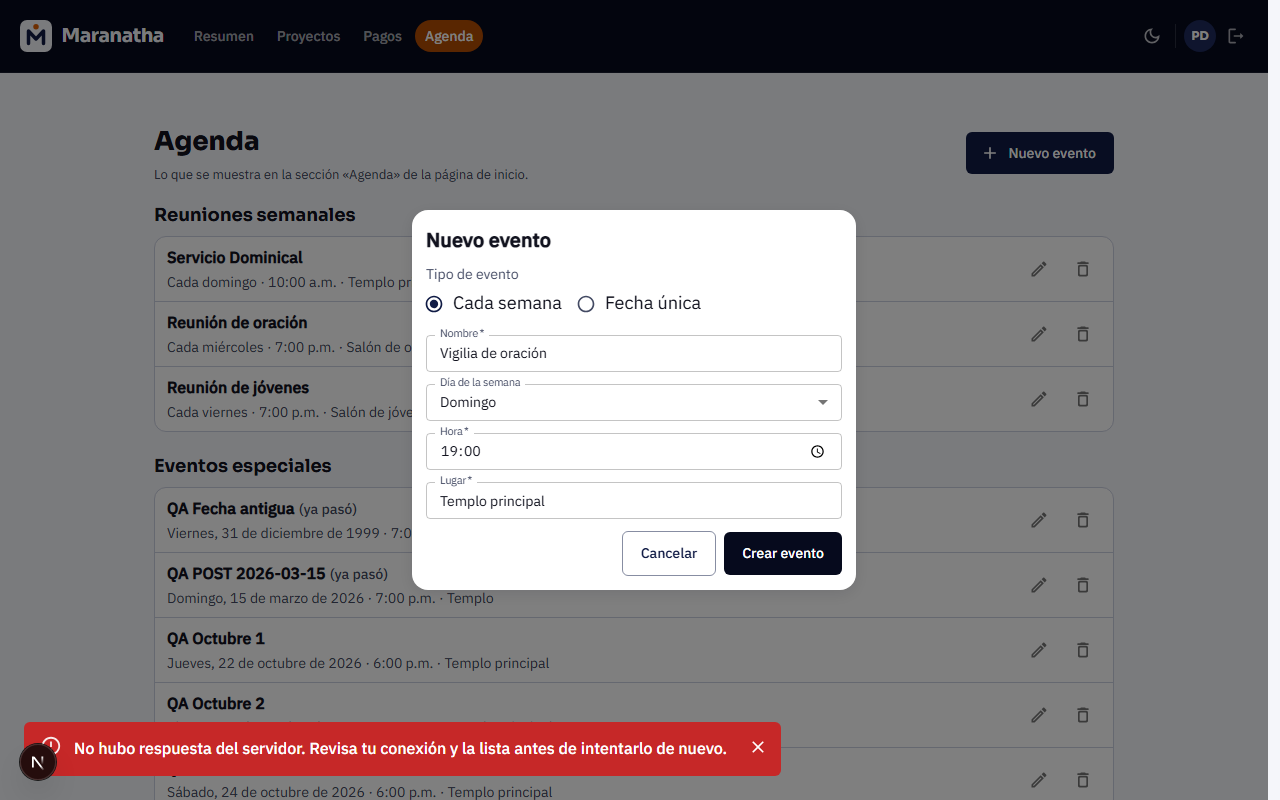 Maranatha Resumen Proyectos Pagos Agenda PD
Agenda
Nuevo evento
Lo que se muestra en la sección «Agenda» de la página de inicio.
Reuniones semanales
Servicio Dominical
Cada domingo · 10:00 a.m. · Templo pr
Reunión de oración
Cada miércoles · 7:00 p.m. · Salón de o
Reunión de jóvenes
Cada viernes · 7:00 p.m. · Salón de jóve
Nuevo evento
Tipo de evento
Cada semana Fecha única
Nombre *
Vigilia de oración
Día de la semana
Domingo
Hora *
19:00
Lugar *
Templo principal
Cancelar Crear evento
Eventos especiales
QA Fecha antigua (ya pasó)
Viernes, 31 de diciembre de 1999 · 7:0
QA POST 2026-03-15 (ya pasó)
Domingo, 15 de marzo de 2026 · 7:00 p.m. · Templo
QA Octubre 1
Jueves, 22 de octubre de 2026 · 6:00 p.m. · Templo principal
QA Octubre 2
No hubo respuesta del servidor. Revisa tu conexión y la lista antes de intentarlo de nuevo.
N
Sábado, 24 de octubre de 2026 · 6:00 p.m. · Templo principal